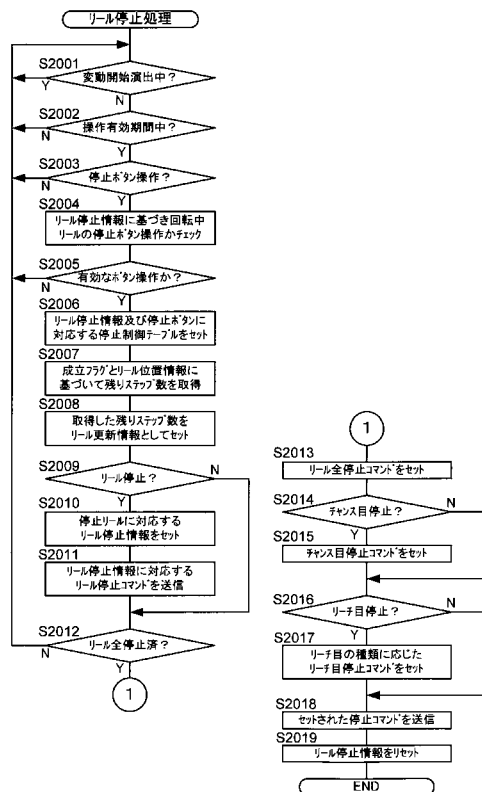 リール停止処理
S2001
変動開始演出中？
Y
N
S2002
操作有効期間中？
N
Y
S2003
停止ボタン操作？
N
Y
S2004
リール停止情報に基づき回転中
リールの停止ボタン操作かチェック
S2005
有効なボタン操作か？
N
Y
S2006
リール停止情報及び停止ボタンに
対応する停止制御テーブルをセット
S2007
成立フラグとリール位置情報に
基づいて残りステップ数を取得
S2008
取得した残りステップ数を
リール更新情報としてセット
S2009
リール停止？
N
Y
S2010
停止リールに対応する
リール停止情報をセット
S2011
リール停止情報に対応する
リール停止コマンドを送信
S2012
リール全停止済？
N
Y
1
1
S2013
リール全停止コマンドをセット
S2014
チャンス目停止？
N
Y
S2015
チャンス目停止コマンドをセット
S2016
リーチ目停止？
N
Y
S2017
リーチ目の種類に応じた
リーチ目停止コマンドをセット
S2018
セットされた停止コマンドを送信
S2019
リール停止情報をリセット
END